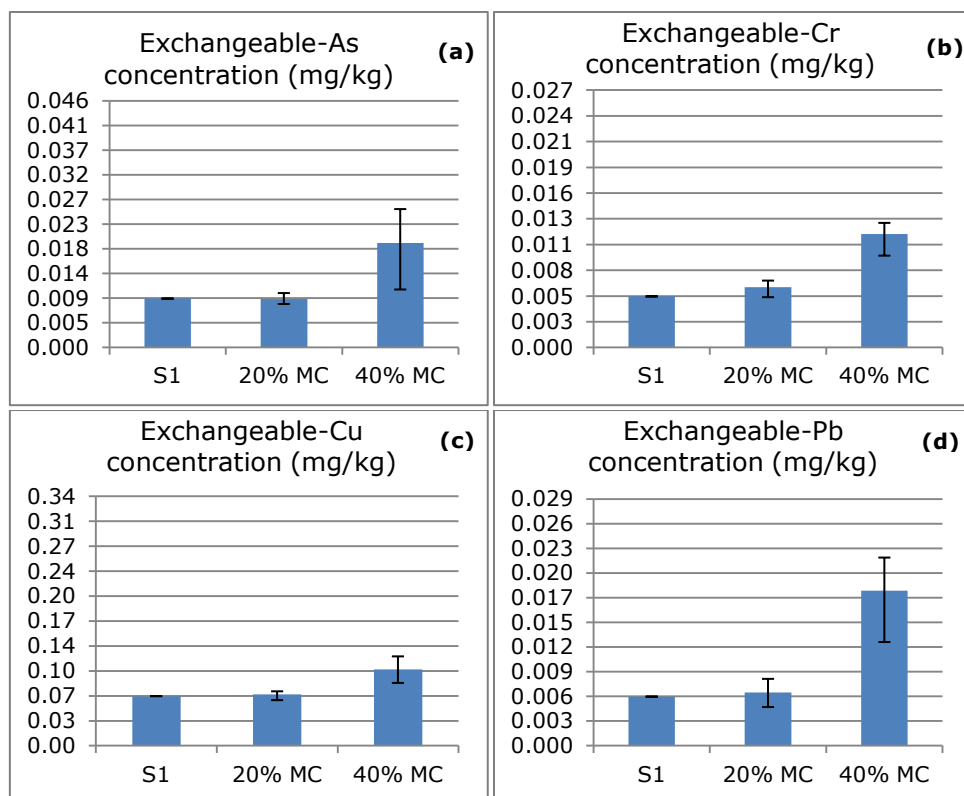 Exchangeable-As
concentration (mg/kg)
(a)
0.046
0.041
0.037
0.032
0.027
0.023
0.018
0.014
0.009
0.005
0.000
S1
20% MC
40% MC
Exchangeable-Cr
concentration (mg/kg)
(b)
0.027
0.024
0.021
0.019
0.016
0.013
0.011
0.008
0.005
0.003
0.000
S1
20% MC
40% MC
Exchangeable-Cu
concentration (mg/kg)
(c)
0.34
0.31
0.27
0.24
0.20
0.17
0.14
0.10
0.07
0.03
0.00
S1
20% MC
40% MC
Exchangeable-Pb
concentration (mg/kg)
(d)
0.029
0.026
0.023
0.020
0.017
0.015
0.012
0.009
0.006
0.003
0.000
S1
20% MC
40% MC